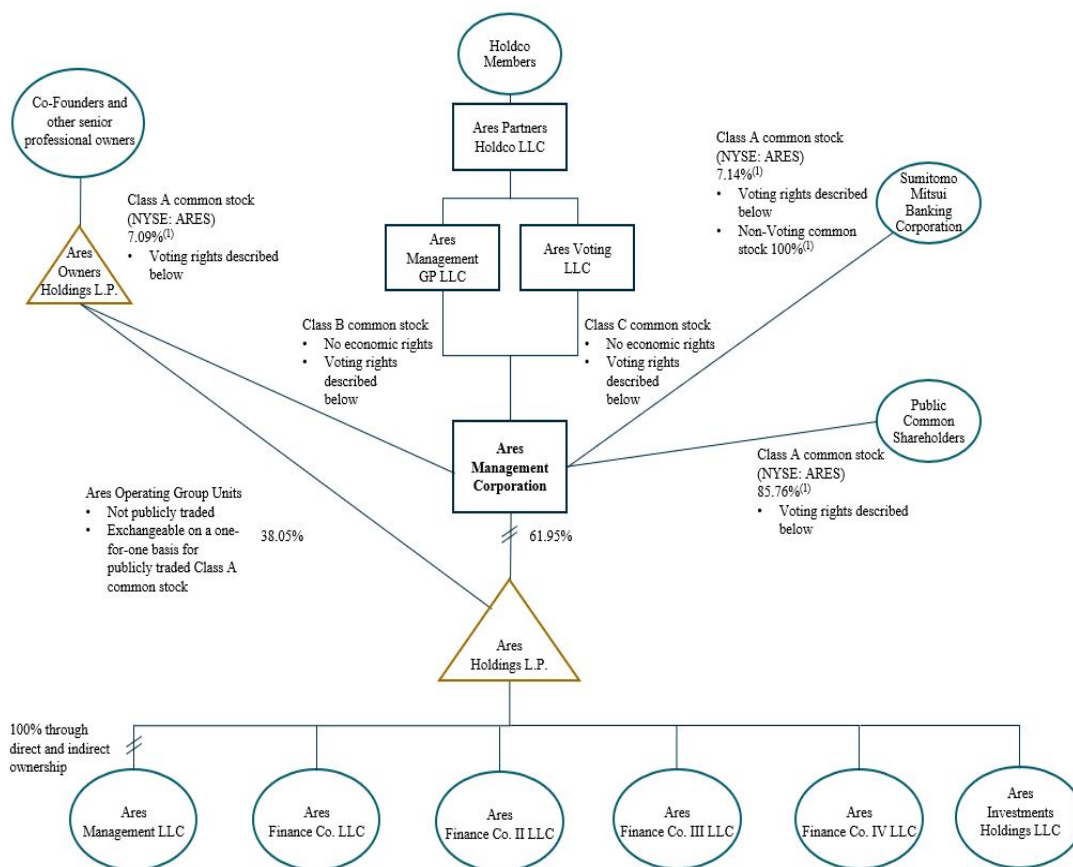 Holdco
Members
Co-Founders and
other senior
professional owners
Ares Partners
Holdco LLC
Class A common stock
(NYSE: ARES)
7.14%(1)
• Voting rights described
below
• Non-Voting common
stock 100%(1)
Sumitomo
Mitsui
Banking
Corporation
Class A common stock
(NYSE: ARES)
7.09%(1)
• Voting rights described
below
Ares
Owners
Holdings L.P.
Ares
Management
GP LLC
Ares Voting
LLC
Class B common stock
• No economic rights
• Voting rights
described
below
Class C common stock
• No economic rights
• Voting rights
described
below
Public
Common
Shareholders
Ares
Management
Corporation
Class A common stock
(NYSE: ARES)
85.76%(1)
• Voting rights described
below
Ares Operating Group Units
• Not publicly traded
• Exchangeable on a one-
for-one basis for
publicly traded Class A
common stock
38.05%
61.95%
Ares
Holdings L.P.
100% through
direct and indirect
ownership
Ares
Management LLC
Ares
Finance Co. LLC
Ares
Finance Co. II LLC
Ares
Finance Co. III LLC
Ares
Finance Co. IV LLC
Ares
Investments
Holdings LLC